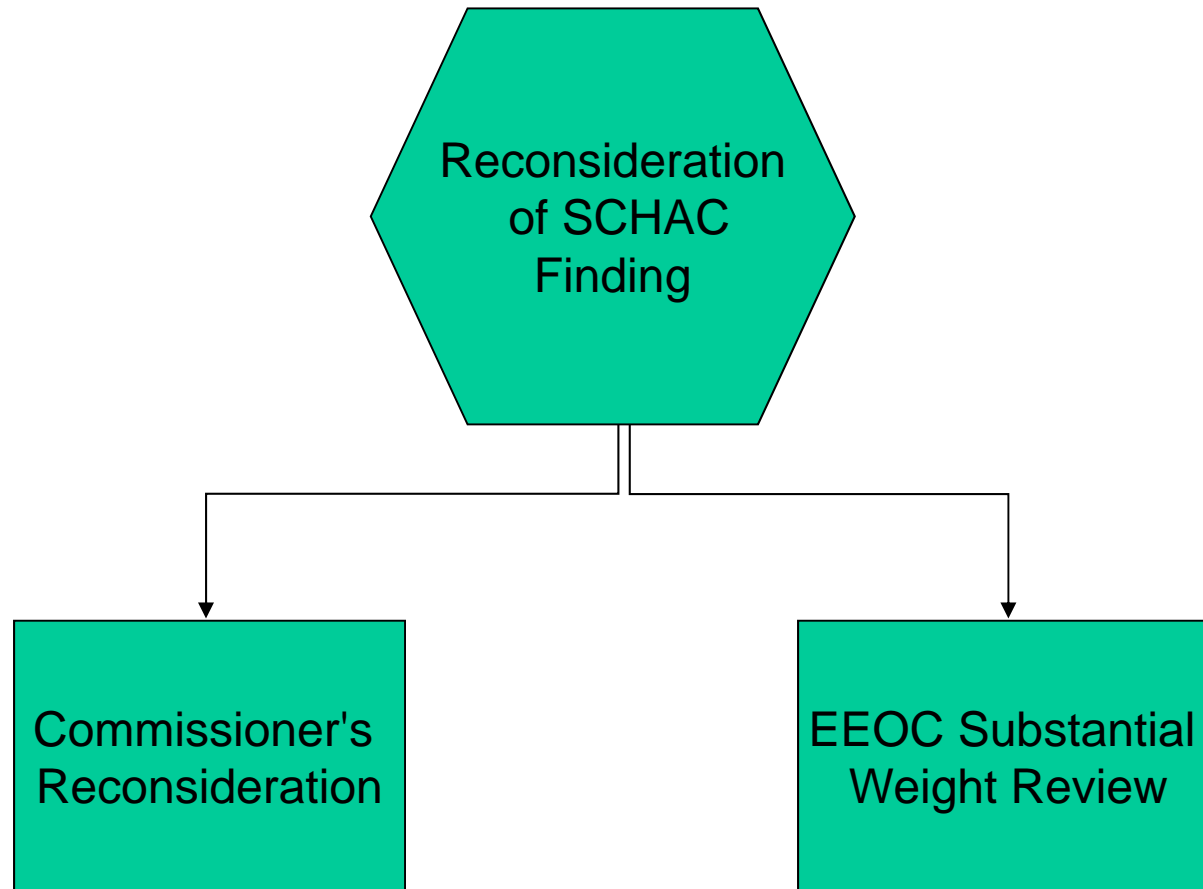 Reconsideration
of SCHAC
Finding
Commissioner's
Reconsideration
EEOC Substantial
Weight Review